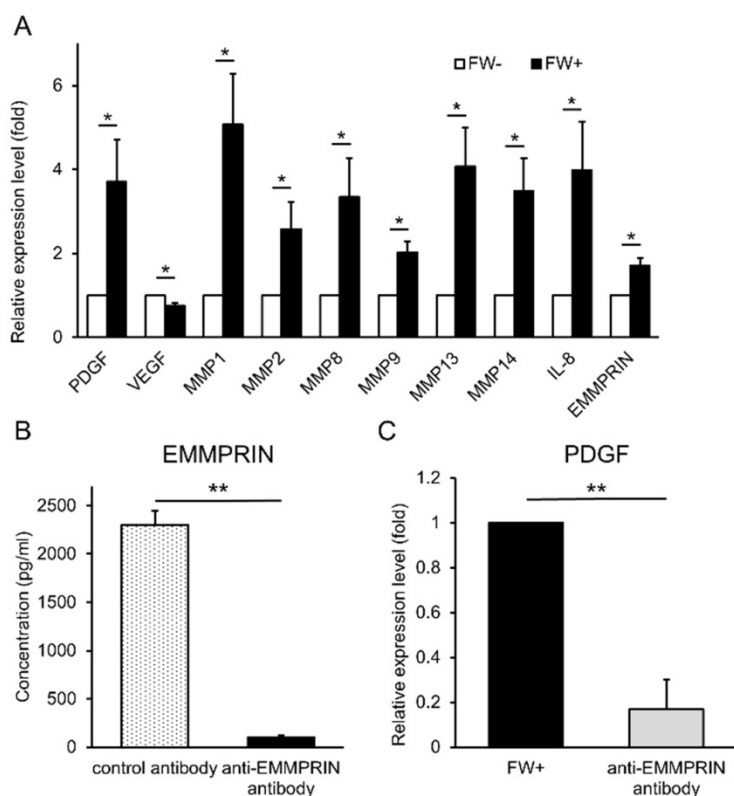 A
Relative expression level (fold)
FW- FW+
6
4
2
0
* * * * * * * * * *
PDGF VEGF MMP1 MMP2 MMP8 MMP9 MMP13 MMP14 IL-8 EMMPRIN
B
EMMPRIN
Concentration (pg/ml)
2500
2000
1500
1000
500
0
**
control antibody anti-EMMPRIN
antibody
C
PDGF
Relative expression level (fold)
1.2
1
0.8
0.6
0.4
0.2
0
**
FW+ anti-EMMPRIN
antibody